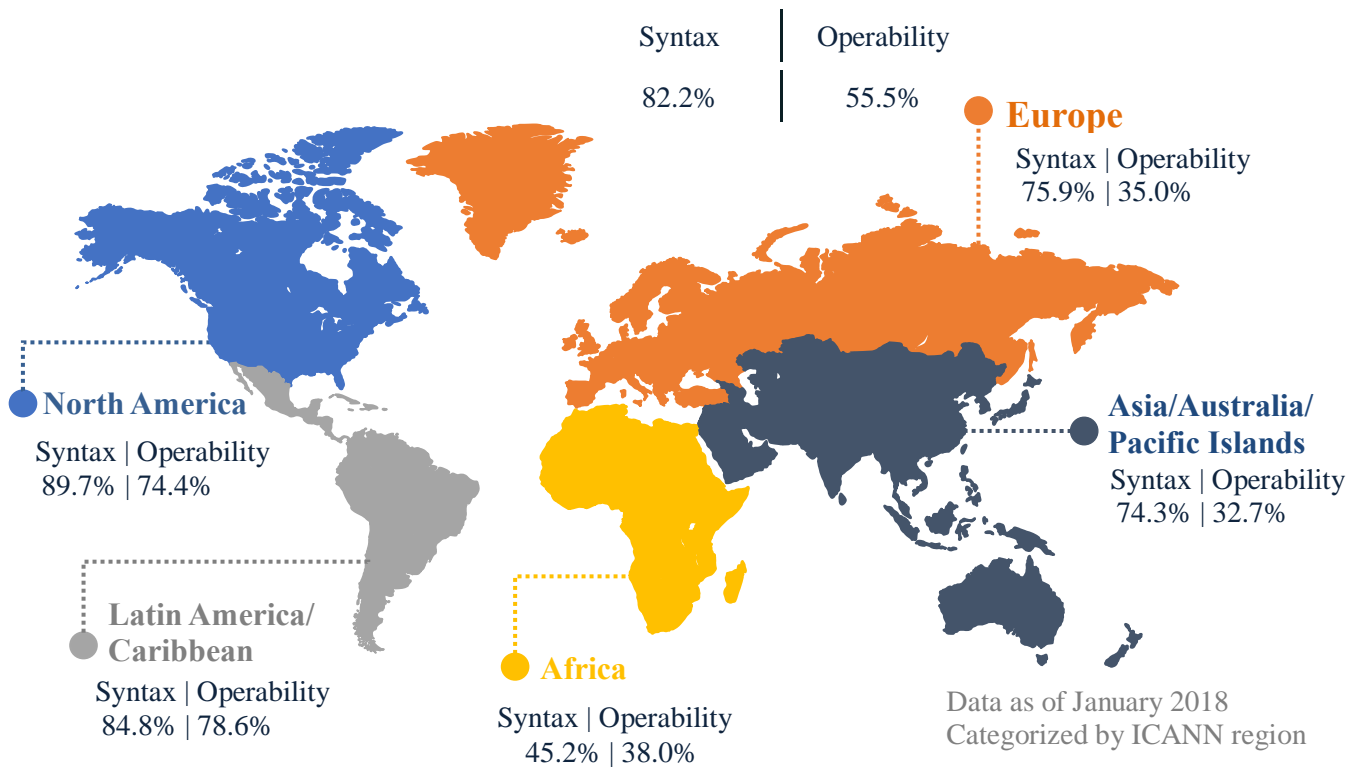 Syntax | Operability
82.2% | 55.5%
Europe
Syntax | Operability
75.9% | 35.0%
North America
Syntax | Operability
89.7% | 74.4%
Asia/Australia/
Pacific Islands
Syntax | Operability
74.3% | 32.7%
Latin America/
Caribbean
Syntax | Operability
84.8% | 78.6%
Africa
Syntax | Operability
45.2% | 38.0%
Data as of January 2018
Categorized by ICANN region